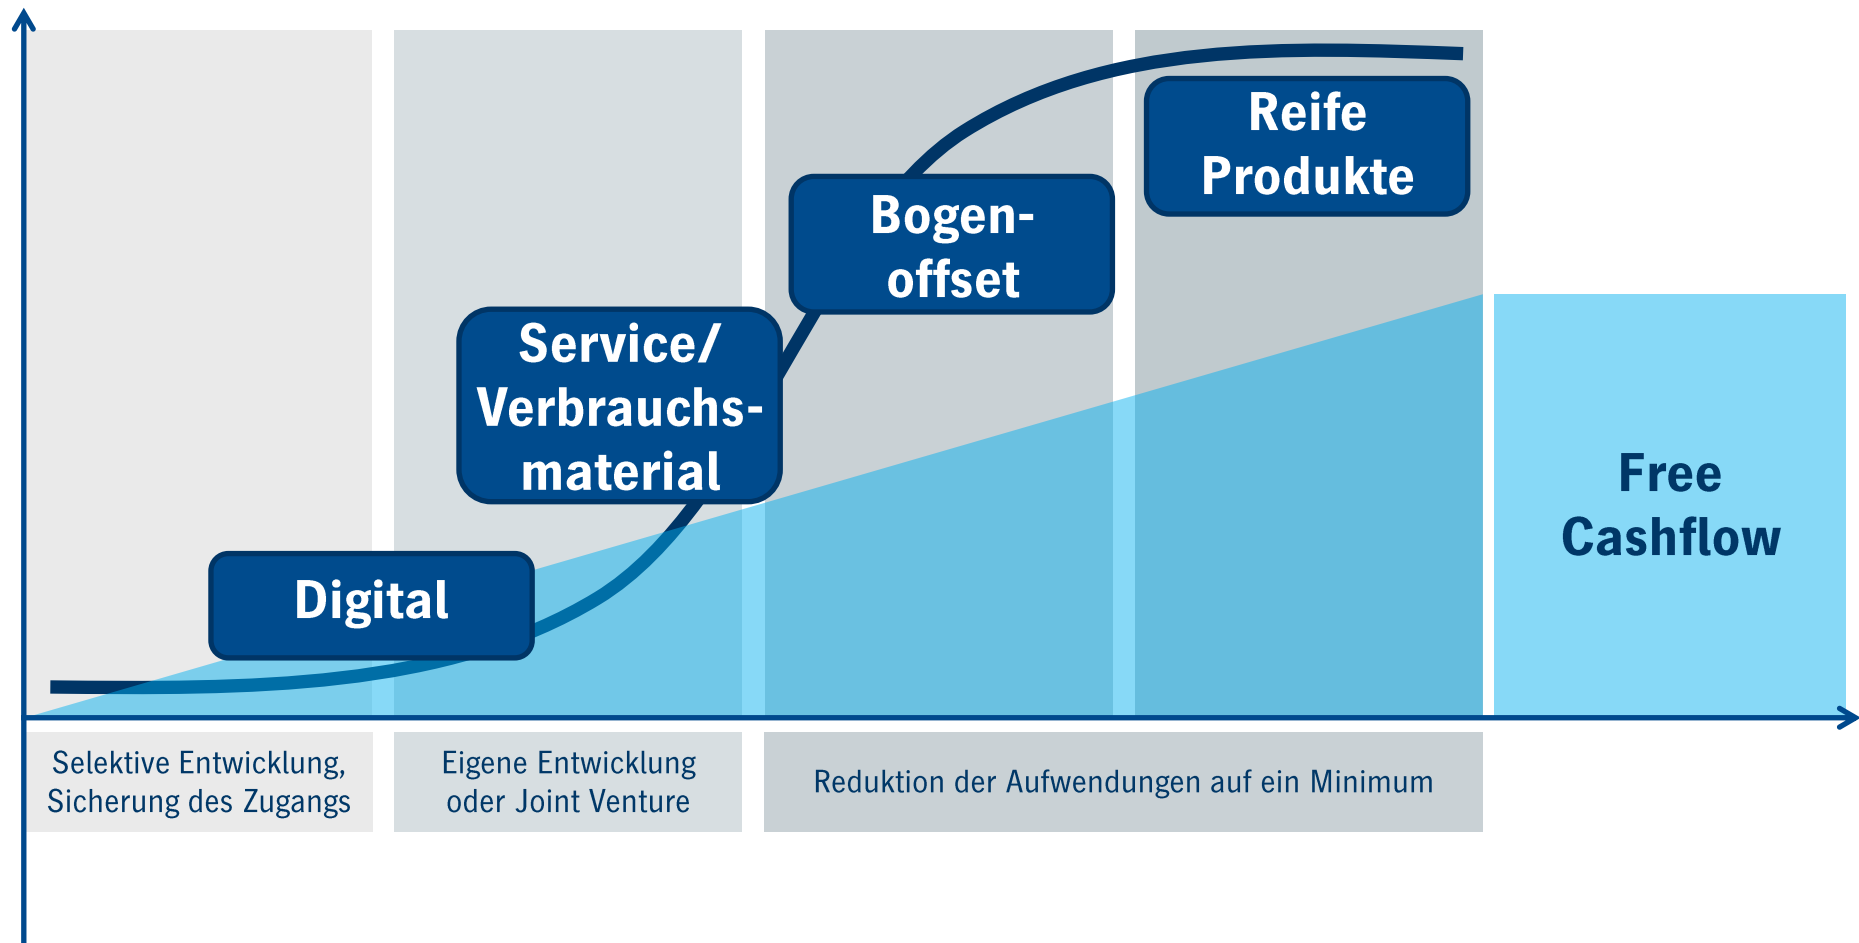 Reife
Produkte
Bogen-
offset
Service/
Verbrauchs-
material
Digital
Free
Cashflow
Selektive Entwicklung,
Sicherung des Zugangs
Eigene Entwicklung
oder Joint Venture
Reduktion der Aufwendungen auf ein Minimum